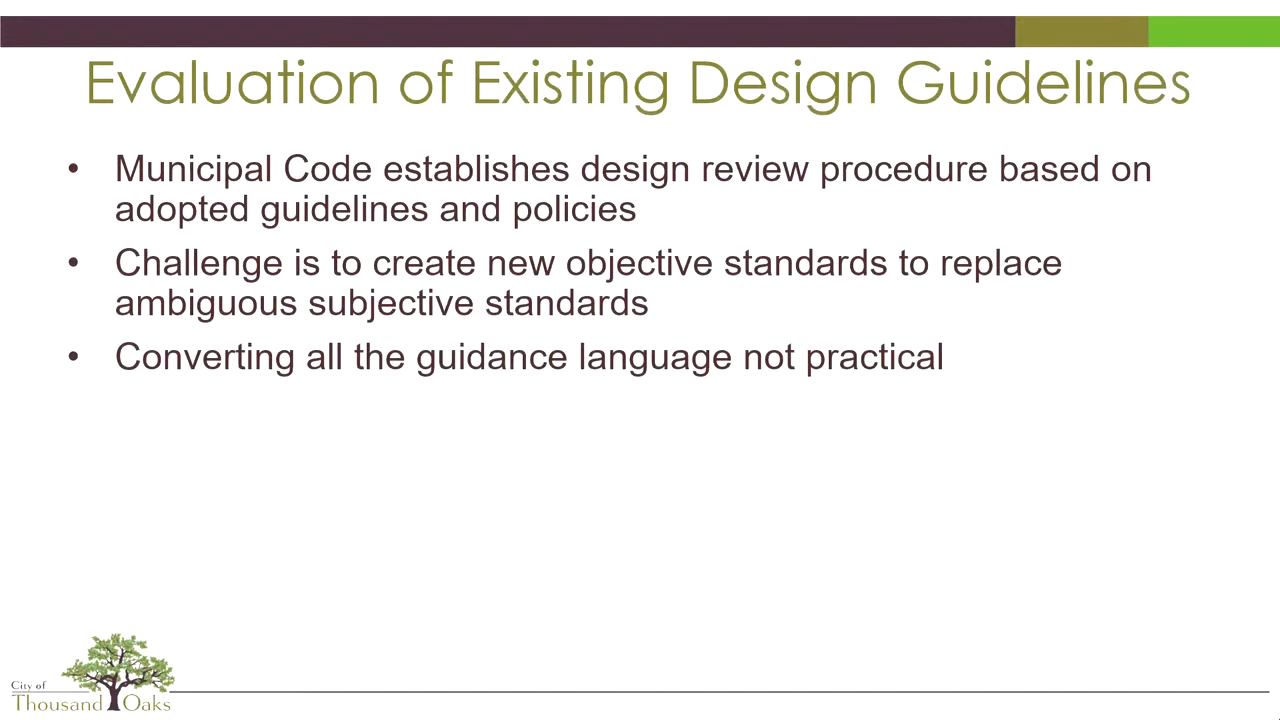 Evaluation of Existing Design Guidelines
• Municipal Code establishes design review procedure based on
adopted guidelines and policies
• Challenge is to create new objective standards to replace
ambiguous subjective standards
• Converting all the guidance language not practical
City of
Thousand Oaks